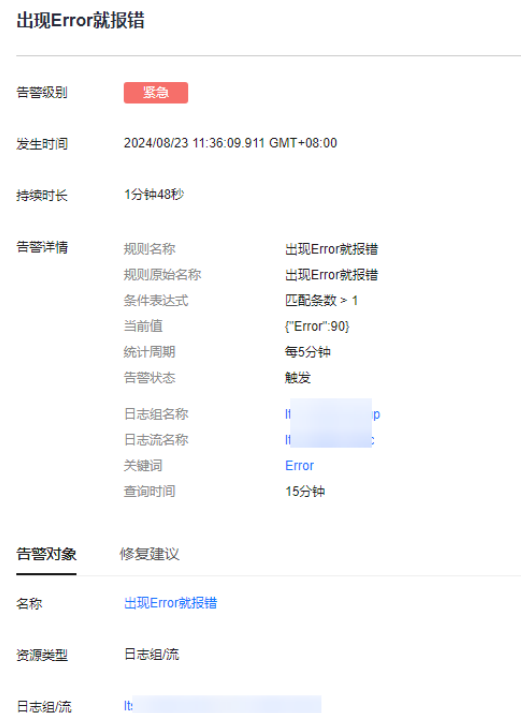 出现Error就报错
告警级别 紧急
发生时间 2024/08/23 11:36:09.911 GMT+08:00
持续时长 1分钟48秒
告警详情 规则名称 出现Error就报错
规则原始名称 出现Error就报错
条件表达式 匹配条数 > 1
当前值 {"Error":90}
统计周期 每5分钟
告警状态 触发
日志组名称
日志流名称
关键词 Error
查询时间 15分钟
告警对象 修复建议
名称 出现Error就报错
资源类型 日志组/流
日志组/流